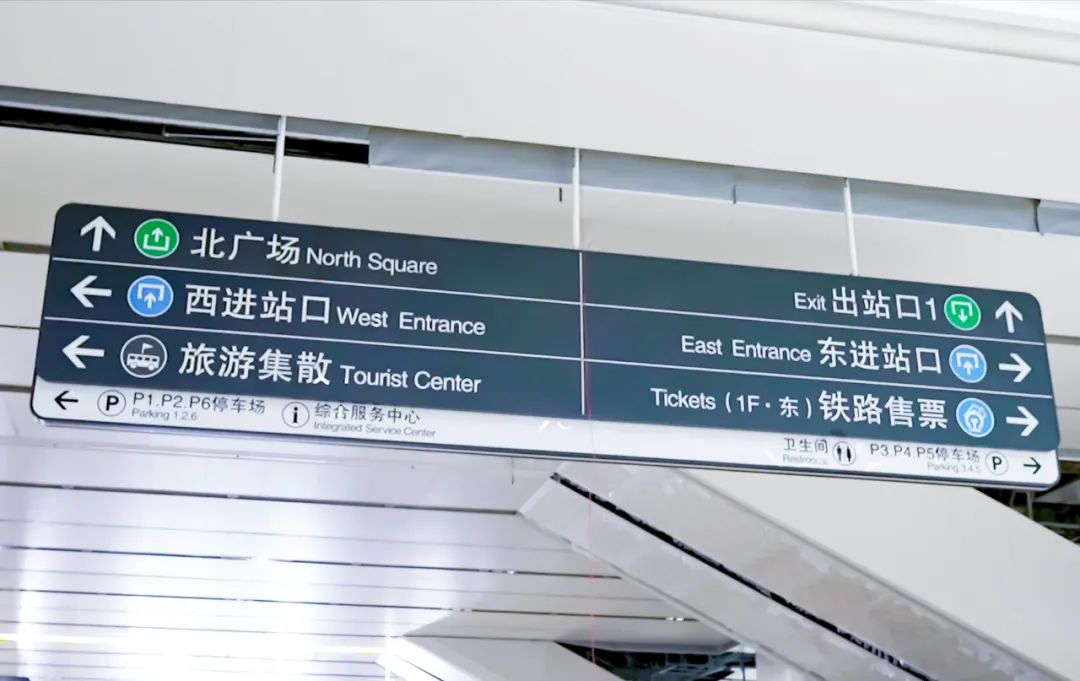 北广场 North Square
西进站口 West Entrance
旅游集散 Tourist Center
P P1.P2.P6停车场
Parking 1.2.6
i 综合服务中心
Integrated Service Center
Exit 出站口1
East Entrance 东进站口
Tickets（1F·东）铁路售票
卫生间
Restrooms
P3.P4.P5停车场 P
Parking 3.4.5